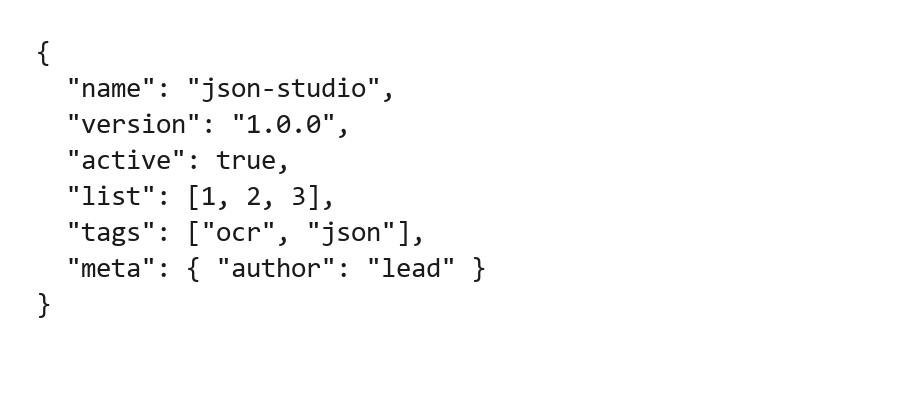 {
  "name": "json-studio",
  "version": "1.0.0",
  "active": true,
  "list": [1, 2, 3],
  "tags": ["ocr", "json"],
  "meta": { "author": "lead" }
}